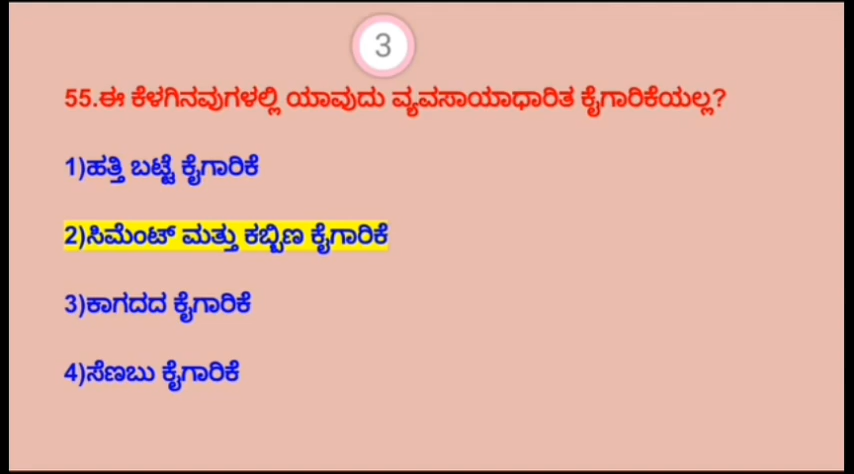 3
55.ಈ ಕೆಳಗಿನವುಗಳಲ್ಲಿ ಯಾವುದು ವ್ಯವಸಾಯಾಧಾರಿತ ಕೈಗಾರಿಕೆಯಲ್ಲ?
1)ಹತ್ತಿ ಬಟ್ಟೆ ಕೈಗಾರಿಕೆ
2)ಸಿಮೆಂಟ್ ಮತ್ತು ಕಬ್ಬಿಣ ಕೈಗಾರಿಕೆ
3)ಕಾಗದದ ಕೈಗಾರಿಕೆ
4)ಸೆಣಬು ಕೈಗಾರಿಕೆ